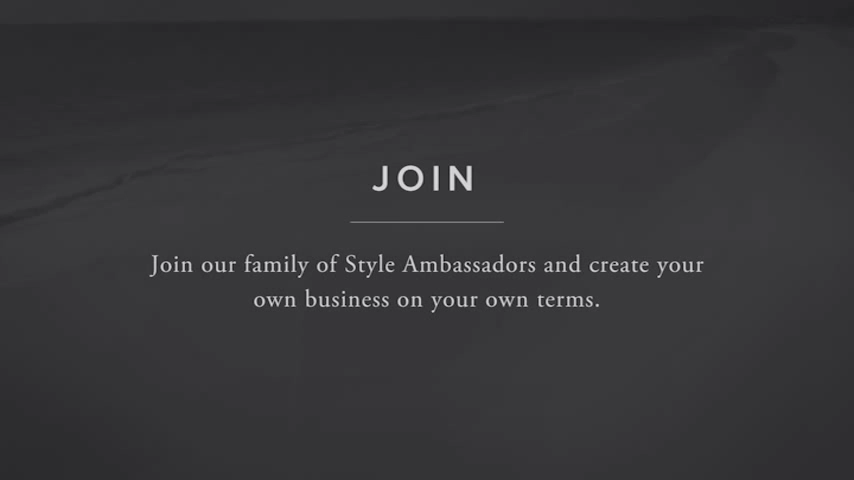 JOIN
Join our family of Style Ambassadors and create your
own business on your own terms.